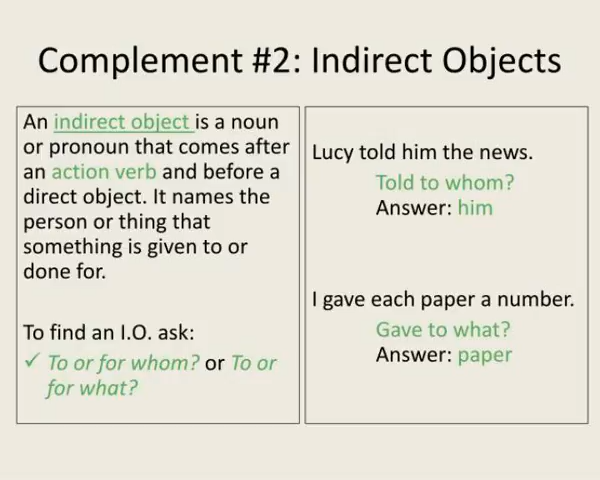 Complement #2: Indirect Objects
An indirect object is a noun
or pronoun that comes after
an action verb and before a
direct object. It names the
person or thing that
something is given to or
done for.
To find an I.O. ask:
✓ To or for whom? or To or
for what?
Lucy told him the news.
Told to whom?
Answer: him
I gave each paper a number.
Gave to what?
Answer: paper